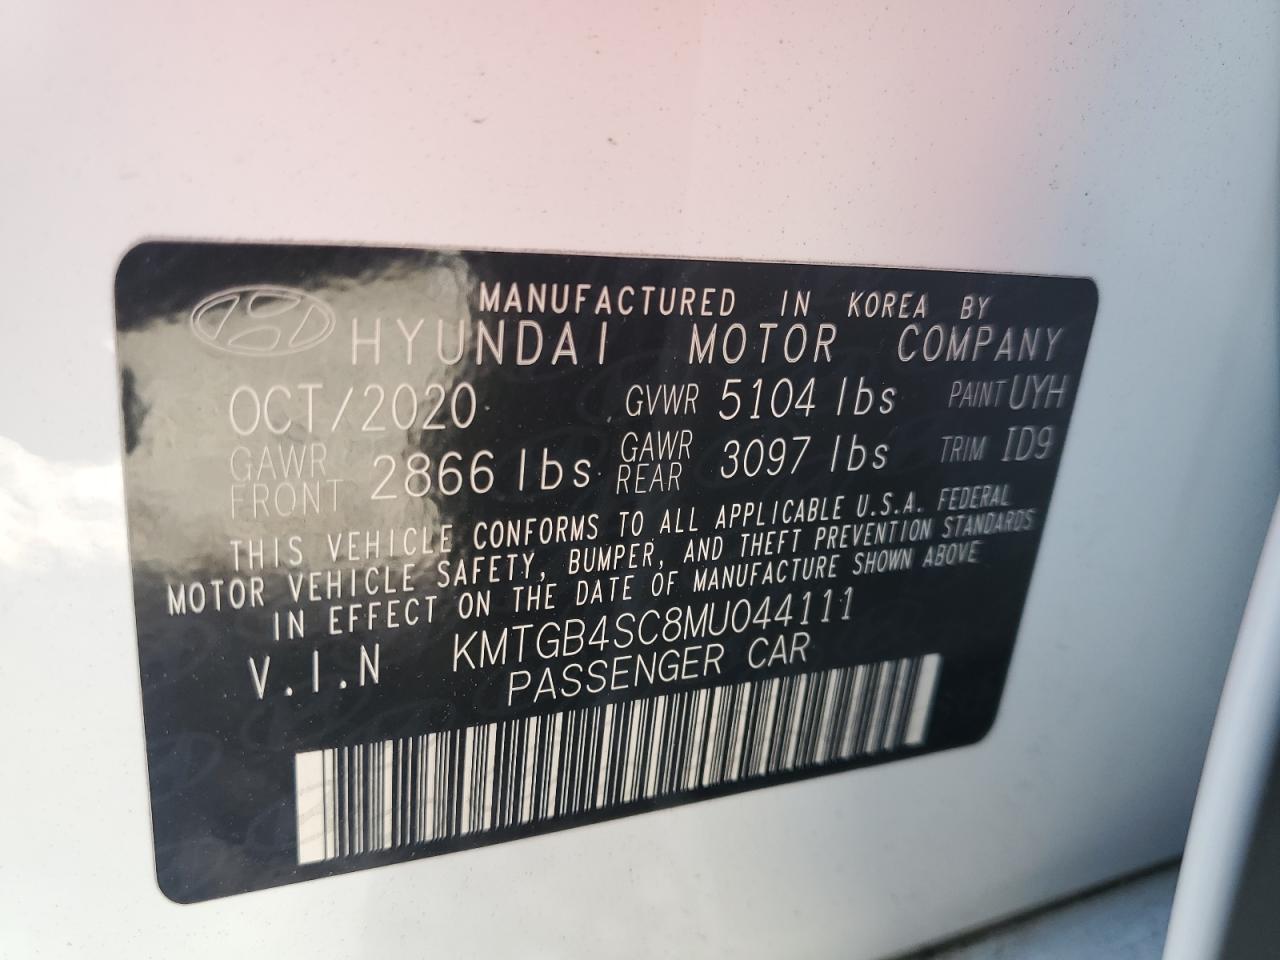 MANUFACTURED IN KOREA BY
HYUNDAI MOTOR COMPANY
OCT/2020 GVWR 5104 lbs PAINT UYH
GAWR FRONT 2866 lbs GAWR REAR 3097 lbs TRIM ID9
THIS VEHICLE CONFORMS TO ALL APPLICABLE U.S.A. FEDERAL
MOTOR VEHICLE SAFETY, BUMPER, AND THEFT PREVENTION STANDARDS
IN EFFECT ON THE DATE OF MANUFACTURE SHOWN ABOVE
V.I.N KMTGB4SC8MU044111
PASSENGER CAR